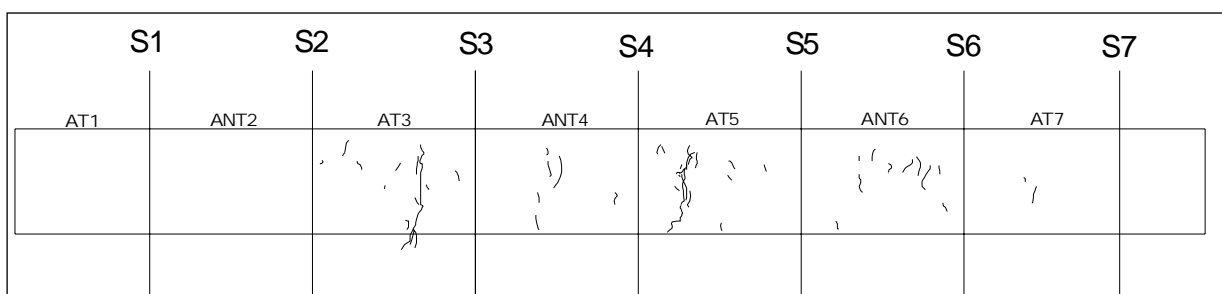 S1 S2 S3 S4 S5 S6 S7
AT1 ANT2 AT3 ANT4 AT5 ANT6 AT7